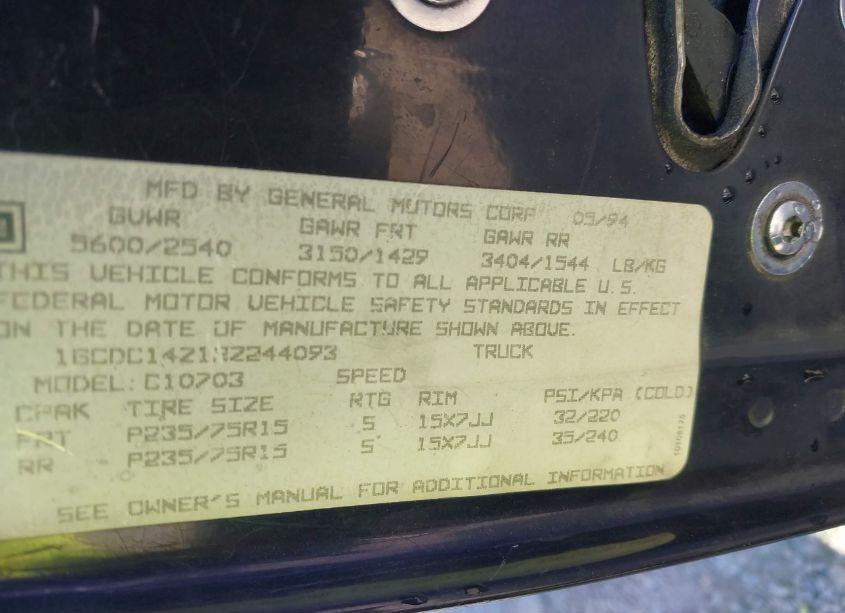 MFD BY GENERAL MOTORS CORP 05/94
GVWR GAWR FRT GAWR RR
5600/2540 3150/1429 3404/1544 LB/KG
THIS VEHICLE CONFORMS TO ALL APPLICABLE U.S.
FEDERAL MOTOR VEHICLE SAFETY STANDARDS IN EFFECT
ON THE DATE OF MANUFACTURE SHOWN ABOVE.
TRUCK
MODEL: C10703 SPEED
CPAK TIRE SIZE RTG RIM PSI/KPA (COLD)
FRT P235/75R15 S 15X7JJ 32/220
RR P235/75R15 S 15X7JJ 35/240
SEE OWNER'S MANUAL FOR ADDITIONAL INFORMATION